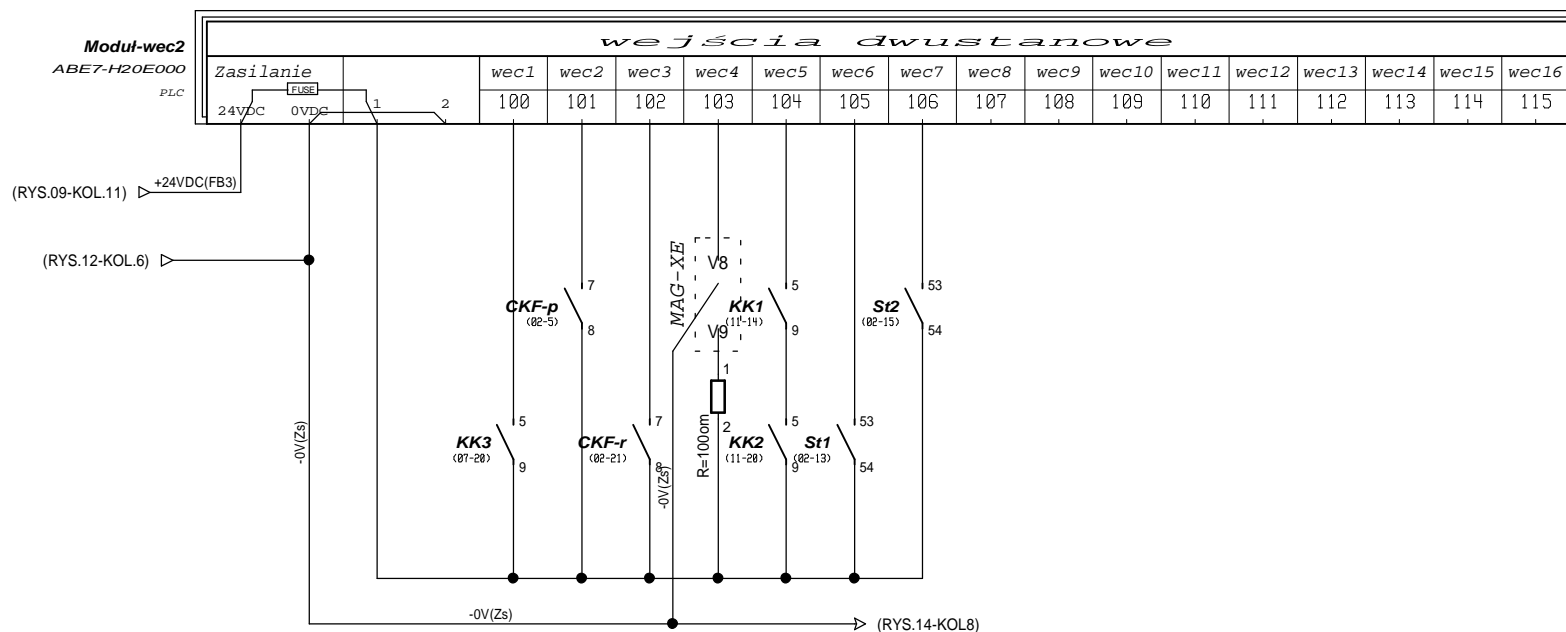 wejścia dwustanowe
Moduł-wec2
ABE7-H20E000
PLC
Zasilanie
FUSE
24VDC 0VDC 1 2
wec1 wec2 wec3 wec4 wec5 wec6 wec7 wec8 wec9 wec10 wec11 wec12 wec13 wec14 wec15 wec16
100 101 102 103 104 105 106 107 108 109 110 111 112 113 114 115
(RYS.09-KOL.11) +24VDC(FB3)
(RYS.12-KOL.6)
MAG-XE
V8
V9
CKF-p
(02-5)
7
8
KK1
(11-14)
5
9
St2
(02-15)
53
54
1
2
R=100om
KK3
(07-20)
5
9
CKF-r
(02-21)
7
8
KK2
(11-20)
5
9
St1
(02-13)
53
54
-0V(Zs)
-0V(Zs)
-0V(Zs)
(RYS.14-KOL8)